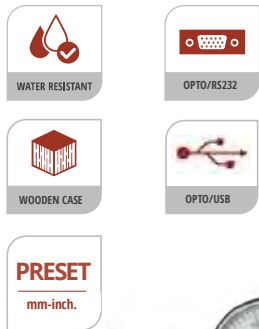 WATER RESISTANT
OPTO/RS232
WOODEN CASE
OPTO/USB
PRESET
mm-inch.